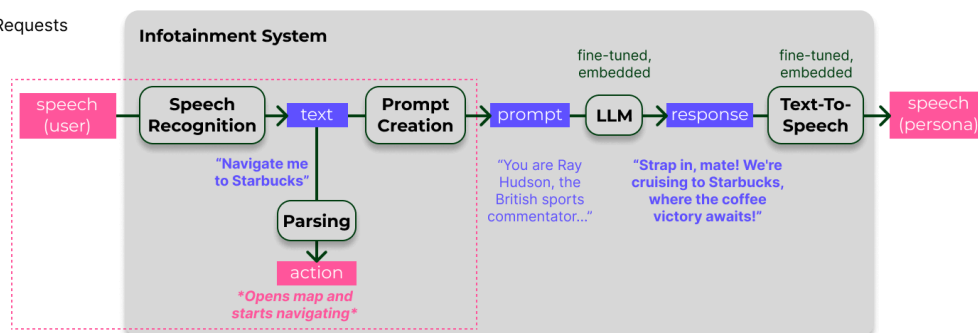 Requests
Infotainment System
fine-tuned,
embedded
fine-tuned,
embedded
speech
(user)
Speech
Recognition
text
Prompt
Creation
prompt
LLM
response
Text-To-
Speech
speech
(persona)
“Navigate me
to Starbucks”
“You are Ray
Hudson, the
British sports
commentator...”
“Strap in, mate! We're
cruising to Starbucks,
where the coffee
victory awaits!”
Parsing
action
*Opens map and
starts navigating*